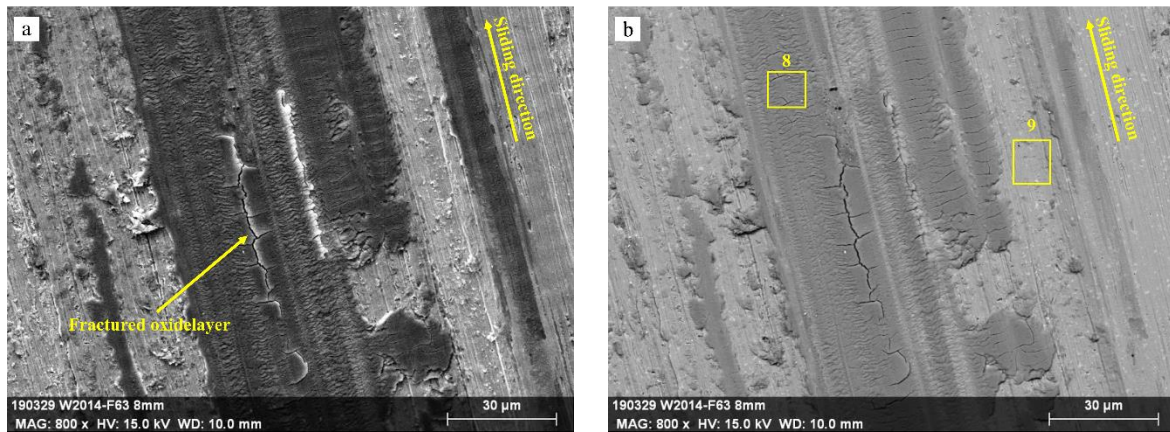 a
Sliding direction
Fractured oxidelayer
190329 W2014-F63 8mm
MAG: 800 x HV: 15.0 kV WD: 10.0 mm
30 µm
b
8
9
Sliding direction
190329 W2014-F63 8mm
MAG: 800 x HV: 15.0 kV WD: 10.0 mm
30 µm